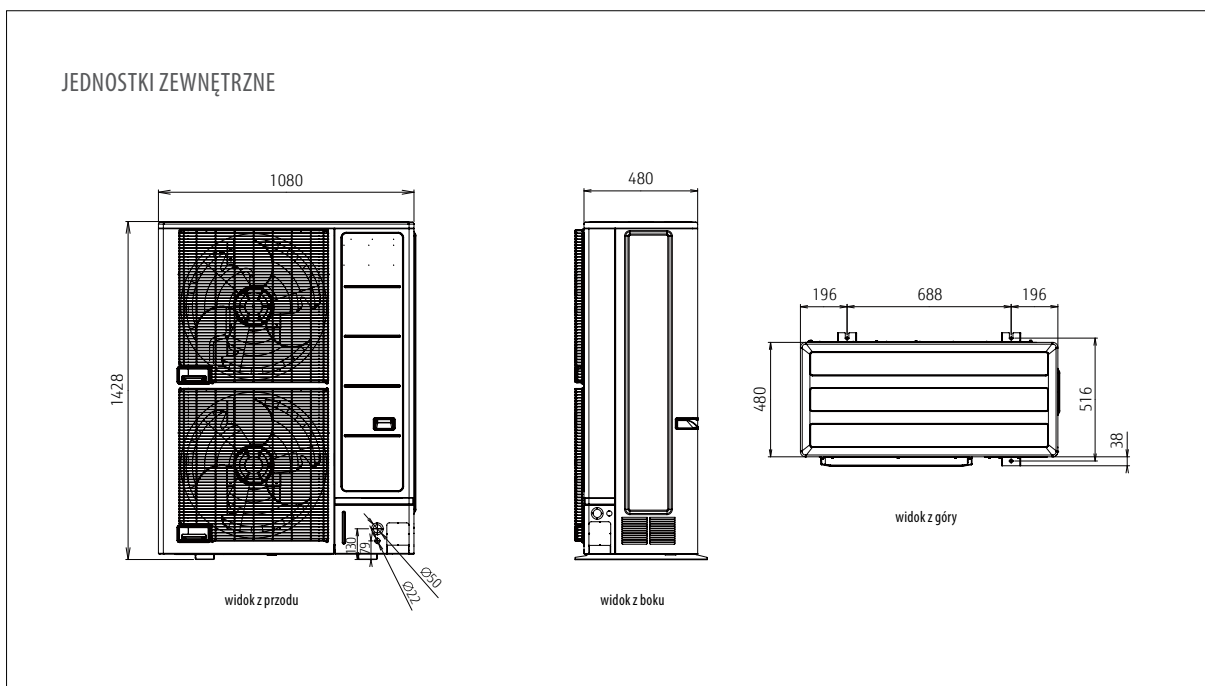 JEDNOSTKI ZEWNĘTRZNE
1080
1428
130
79
Ø50
Ø22
widok z przodu
480
widok z boku
196
688
196
480
516
38
widok z góry